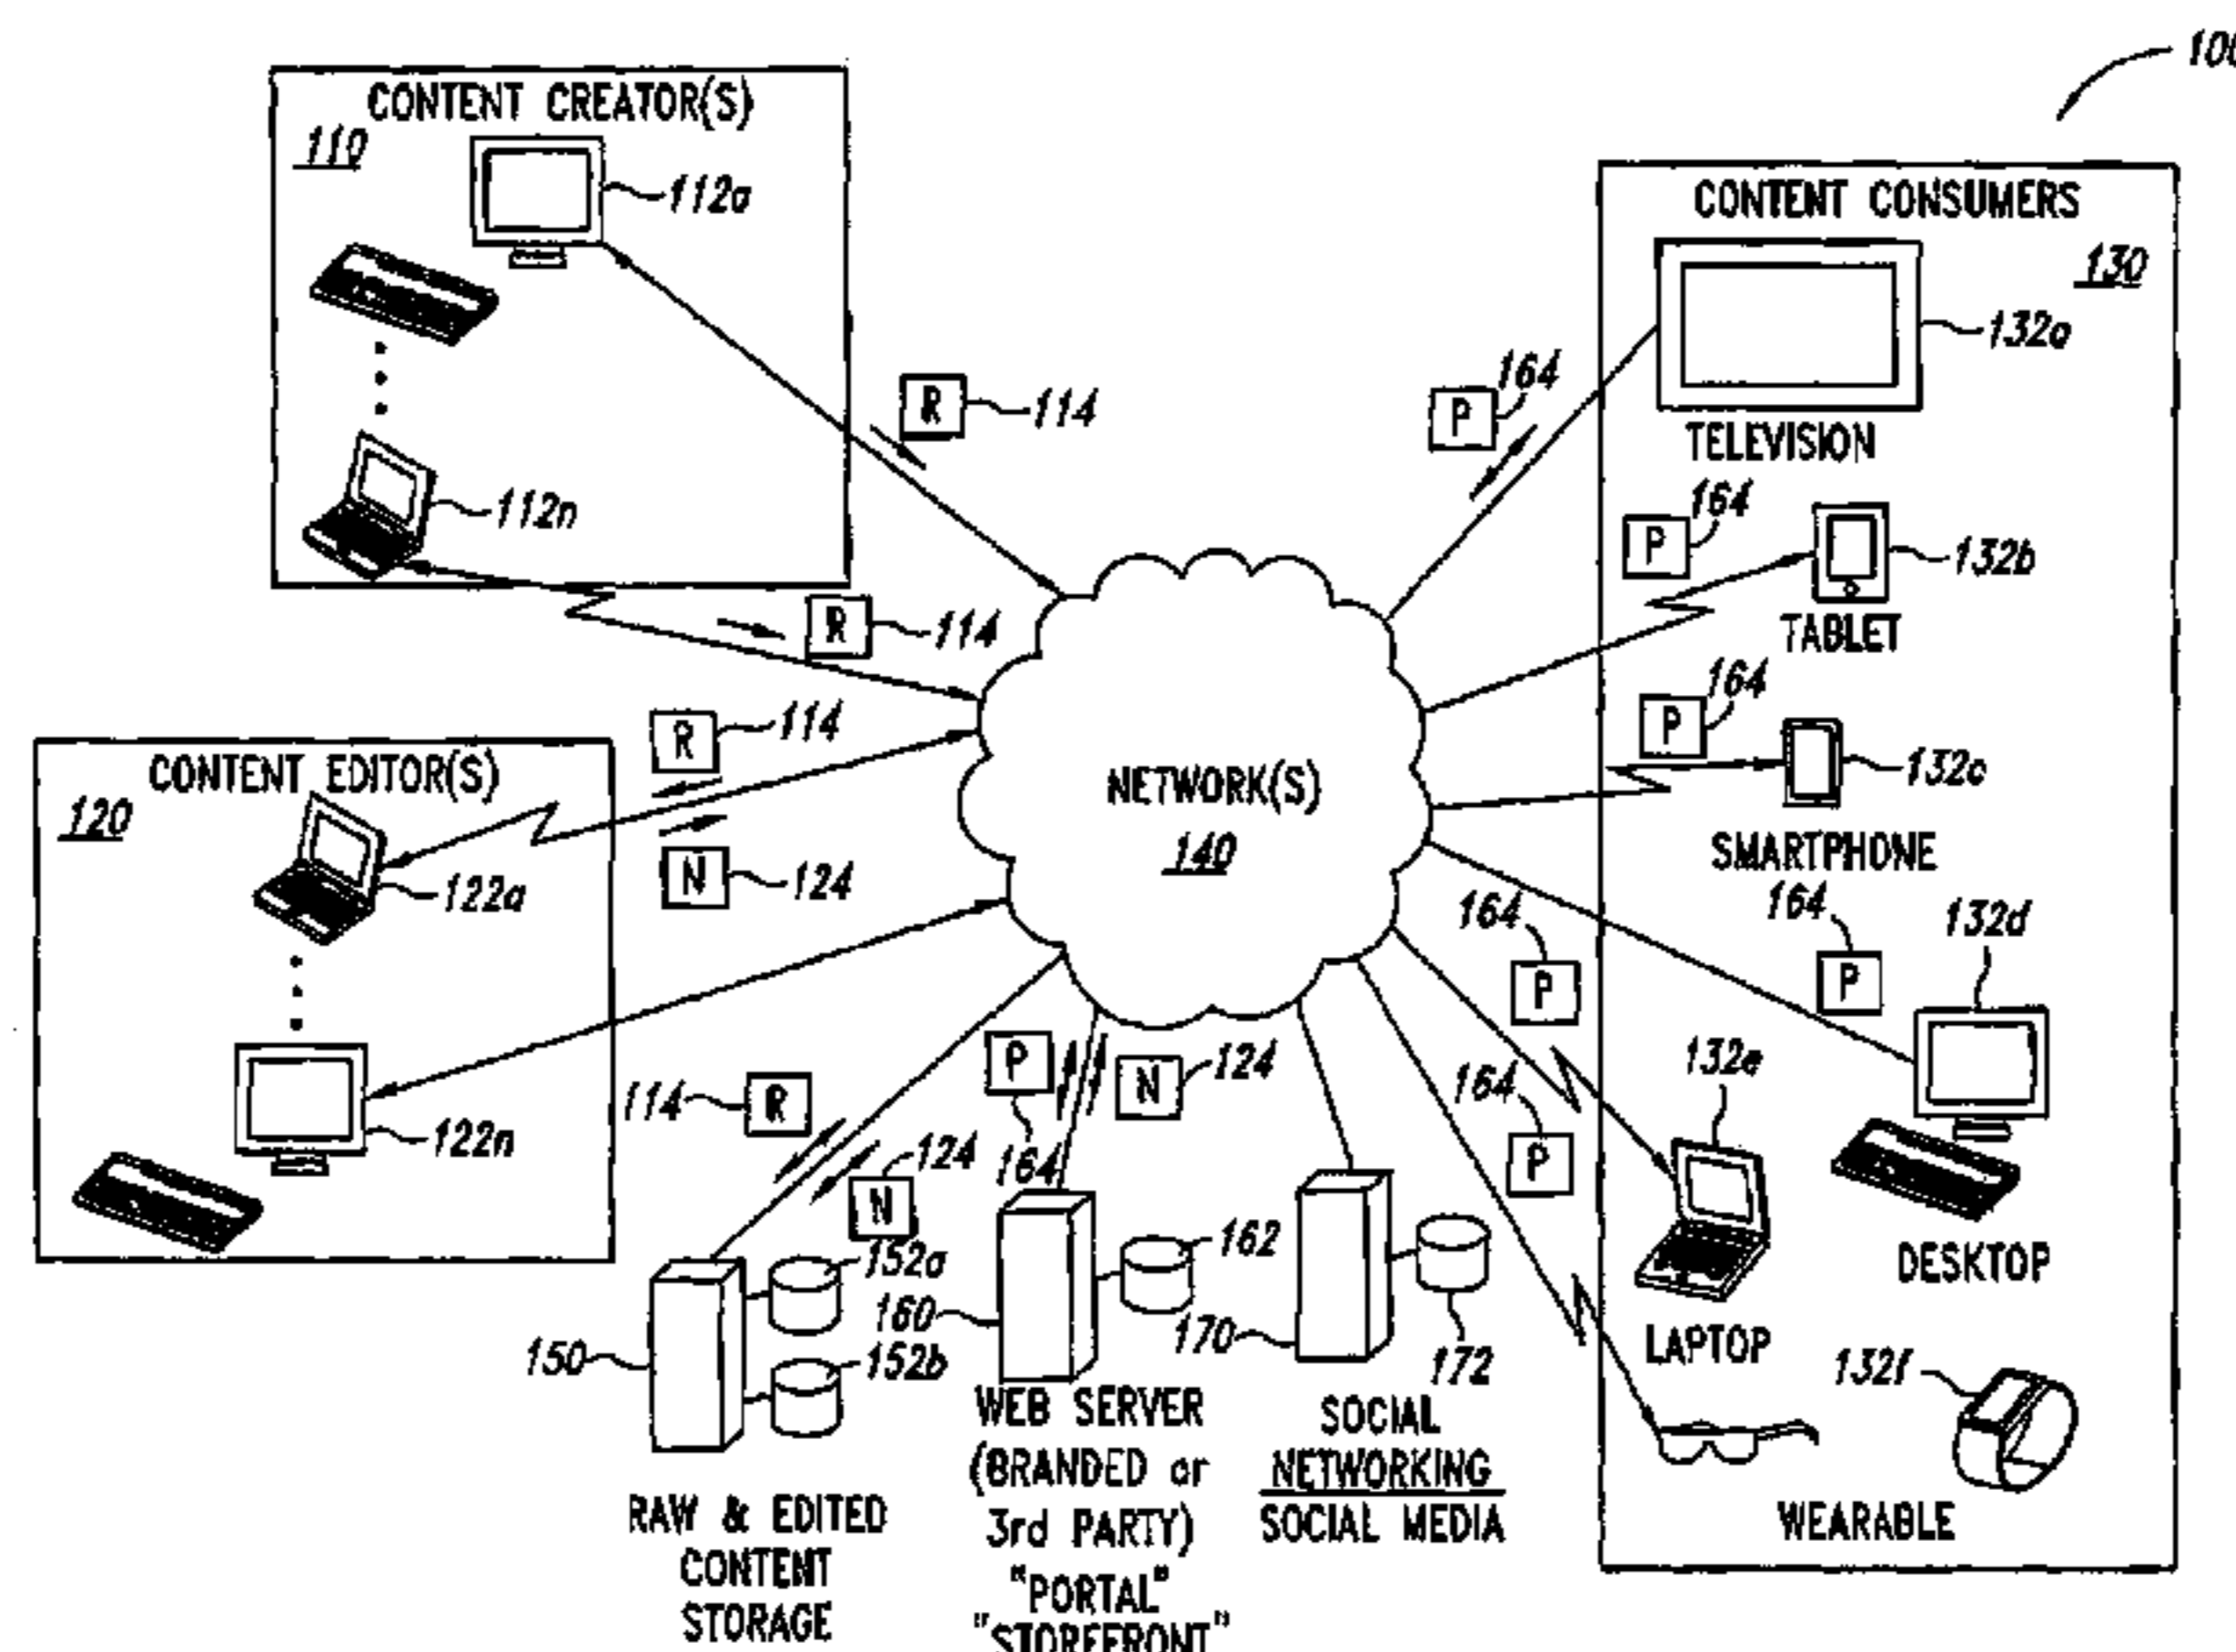 100
CONTENT CREATOR(S)
110
112a
112n
R
114
R
114
CONTENT EDITOR(S)
120
122a
122n
R
114
N
124
NETWORK(S)
140
CONTENT CONSUMERS
130
132a
TELEVISION
P
164
132b
TABLET
P
164
132c
SMARTPHONE
P
164
132d
DESKTOP
P
164
132e
LAPTOP
P
164
132f
WEARABLE
P
164
114
R
124
N
150
152a
152b
RAW & EDITED
CONTENT
STORAGE
P
164
N
124
160
162
WEB SERVER
(BRANDED or
3rd PARTY)
"PORTAL"
"STOREFRONT"
170
172
SOCIAL
NETWORKING
SOCIAL MEDIA